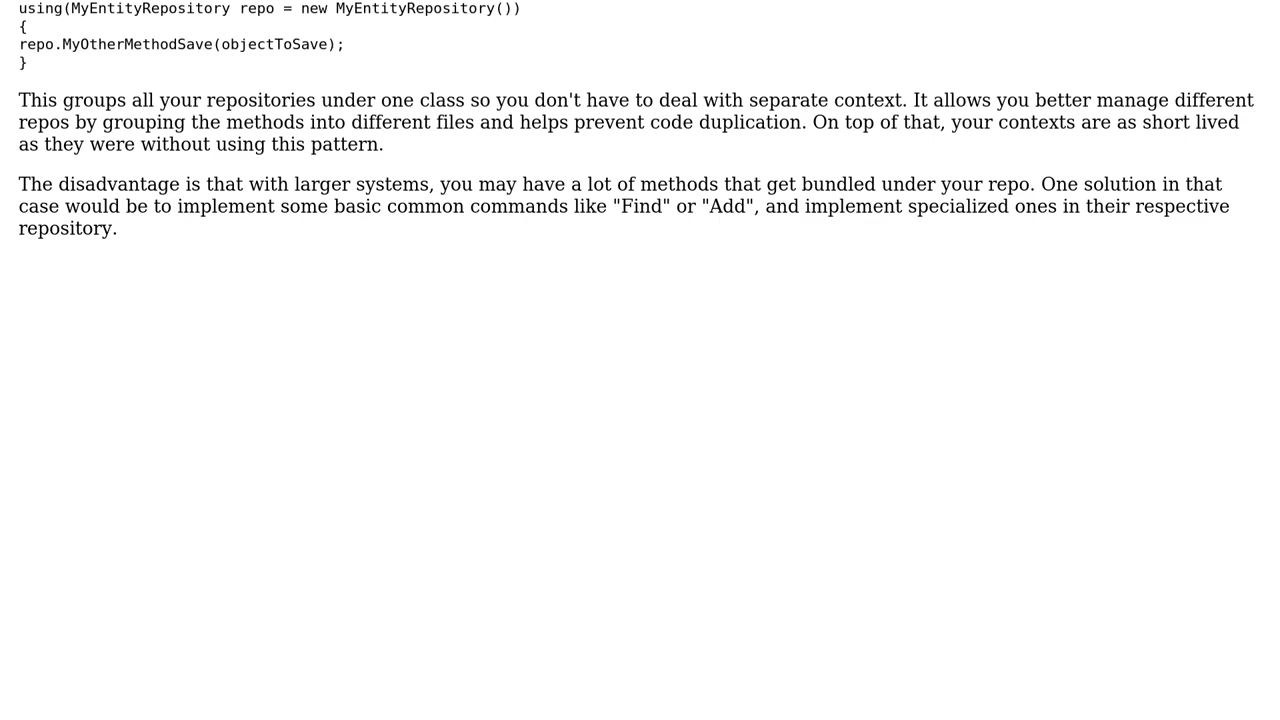 using(MyEntityRepository repo = new MyEntityRepository())
{
repo.MyOtherMethodSave(objectToSave);
}
This groups all your repositories under one class so you don't have to deal with separate context. It allows you better manage different
repos by grouping the methods into different files and helps prevent code duplication. On top of that, your contexts are as short lived
as they were without using this pattern.
The disadvantage is that with larger systems, you may have a lot of methods that get bundled under your repo. One solution in that
case would be to implement some basic common commands like "Find" or "Add", and implement specialized ones in their respective
repository.